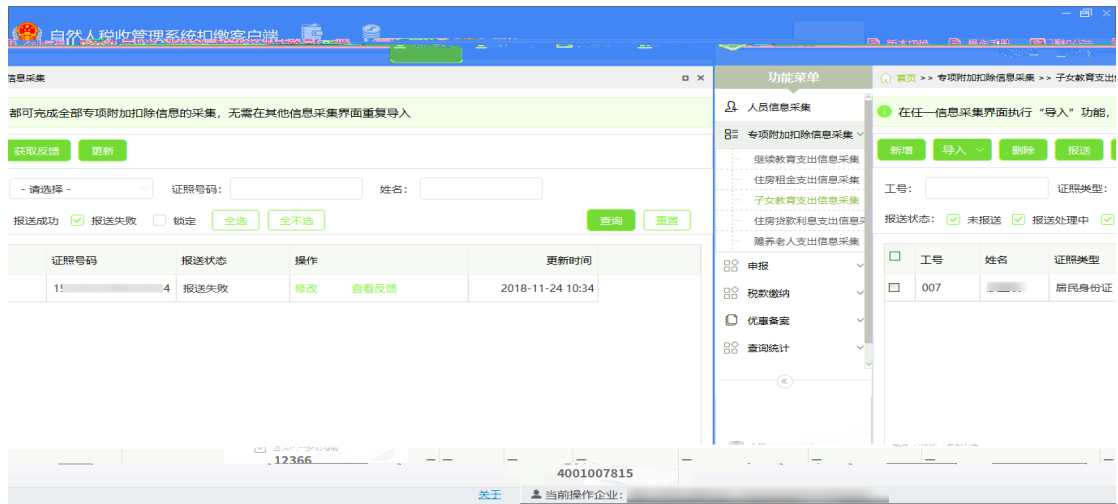 自然人税收管理系统扣缴客户端
信息采集
都可完成全部专项附加扣除信息的采集，无需在其他信息采集界面重复导入
获取反馈 更新
- 请选择 - 证照号码： 姓名：
报送成功 报送失败 锁定 全选 全不选 查询 重置
证照号码 报送状态 操作 更新时间
4 报送失败 修改 查看反馈 2018-11-24 10:34
功能菜单
人员信息采集
专项附加扣除信息采集
继续教育支出信息采集
住房租金支出信息采集
子女教育支出信息采集
住房贷款利息支出信息采
赡养老人支出信息采集
申报
税款缴纳
优惠备案
查询统计
首页 >> 专项附加扣除信息采集 >> 子女教育支出
在任一信息采集界面执行“导入”功能，
新增 导入 删除 报送
工号： 证照类型：
报送状态： 未报送 报送处理中
工号 姓名 证照类型
007 居民身份证
12366
4001007815
关于 当前操作企业：